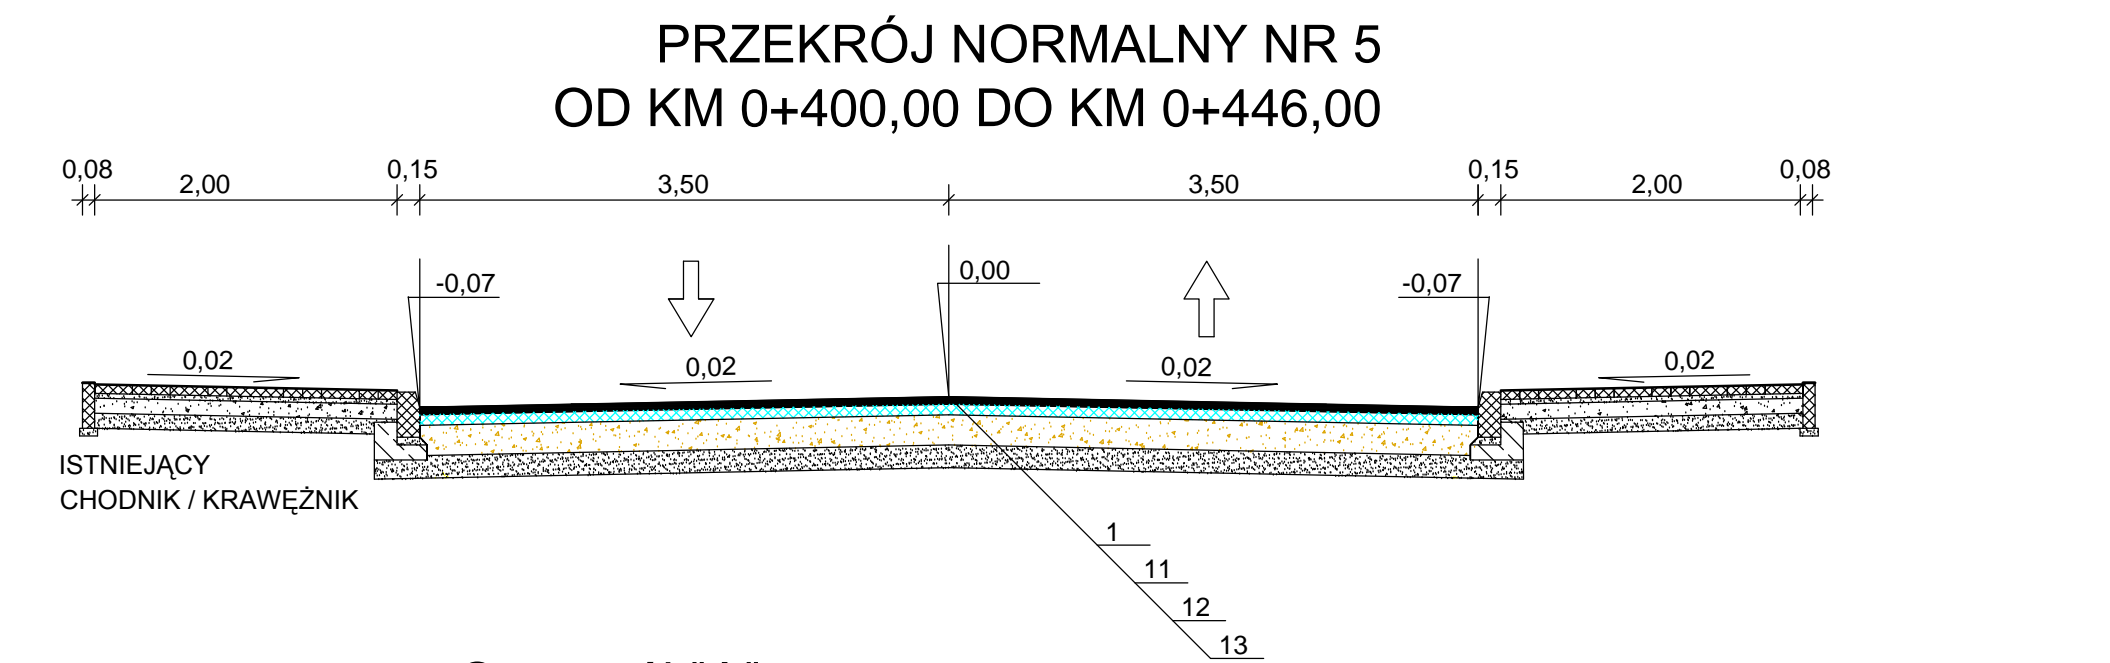 PRZEKRÓJ NORMALNY NR 5
OD KM 0+400,00 DO KM 0+446,00
0,08 2,00 0,15 3,50 3,50 0,15 2,00 0,08
-0,07 0,00 -0,07
0,02 0,02 0,02 0,02
ISTNIEJĄCY
CHODNIK / KRAWĘŻNIK
1
11
12
13